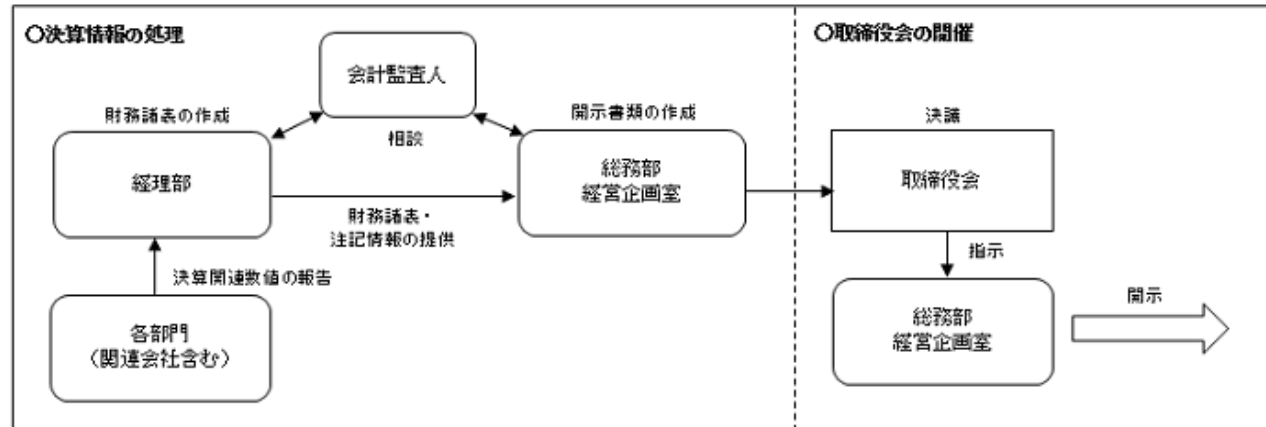 〇決算情報の処理
会計監査人
財務諸表の作成
相談
開示書類の作成
経理部
総務部
経営企画室
財務諸表・
注記情報の提供
決算関連数値の報告
各部門
（関連会社含む）
〇取締役会の開催
決議
取締役会
指示
総務部
経営企画室
開示